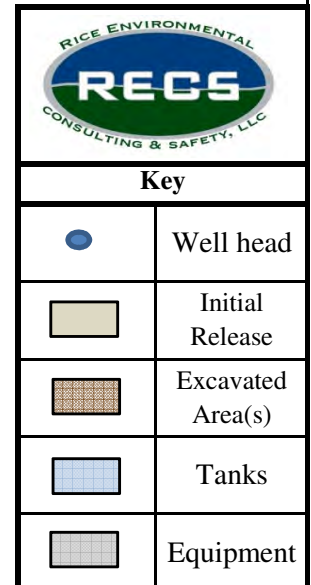 RICE ENVIRONMENTAL
RECS
CONSULTING & SAFETY, LLC
Key
Well head
Initial
Release
Excavated
Area(s)
Tanks
Equipment